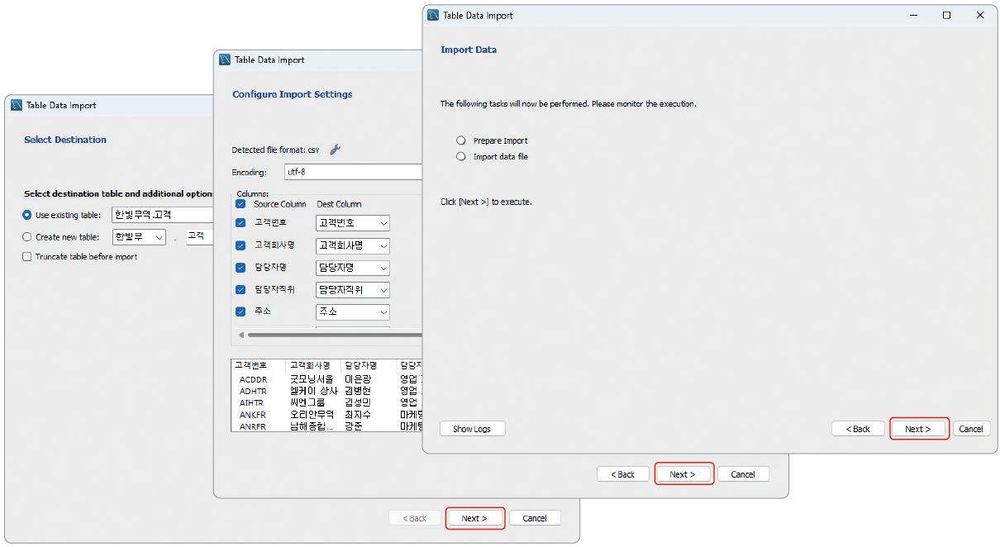 Table Data Import
Select Destination
Select destination table and additional option
Use existing table: 한빛무역.고객
Create new table: 한빛무 . 고객
Truncate table before import
< Back Next > Cancel
Table Data Import
Configure Import Settings
Detected file format: csv
Encoding: utf-8
Columns:
Source Column Dest Column
고객번호 고객번호
고객회사명 고객회사명
담당자명 담당자명
담당자직위 담당자직위
주소 주소
고객번호 고객회사명 담당자명 담당자
ACDDR 굿모닝서울 이은광 영업
ADHTR 엘케이 상사 김병현 영업
AIHTR 씨엔그룹 김성민 영업
ANKFR 오리안무역 최지수 마케팅
ANRFR 남해종합... 강준 마케팅
< Back Next > Cancel
Table Data Import
Import Data
The following tasks will now be performed. Please monitor the execution.
Prepare Import
Import data file
Click [Next >] to execute.
Show Logs < Back Next > Cancel